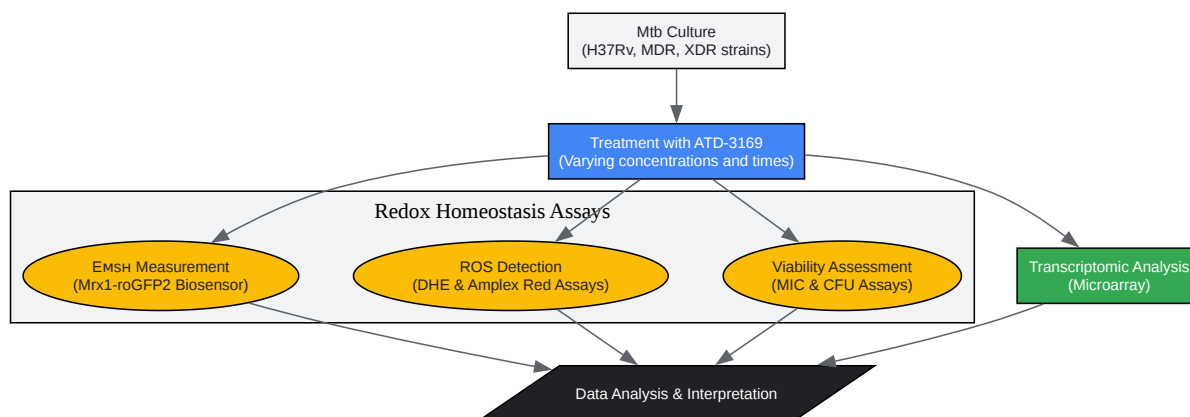 Mtb Culture
(H37Rv, MDR, XDR strains)
Treatment with ATD-3169
(Varying concentrations and times)
Redox Homeostasis Assays
Eᴍsʜ Measurement
(Mrx1-roGFP2 Biosensor)
ROS Detection
(DHE & Amplex Red Assays)
Viability Assessment
(MIC & CFU Assays)
Transcriptomic Analysis
(Microarray)
Data Analysis & Interpretation